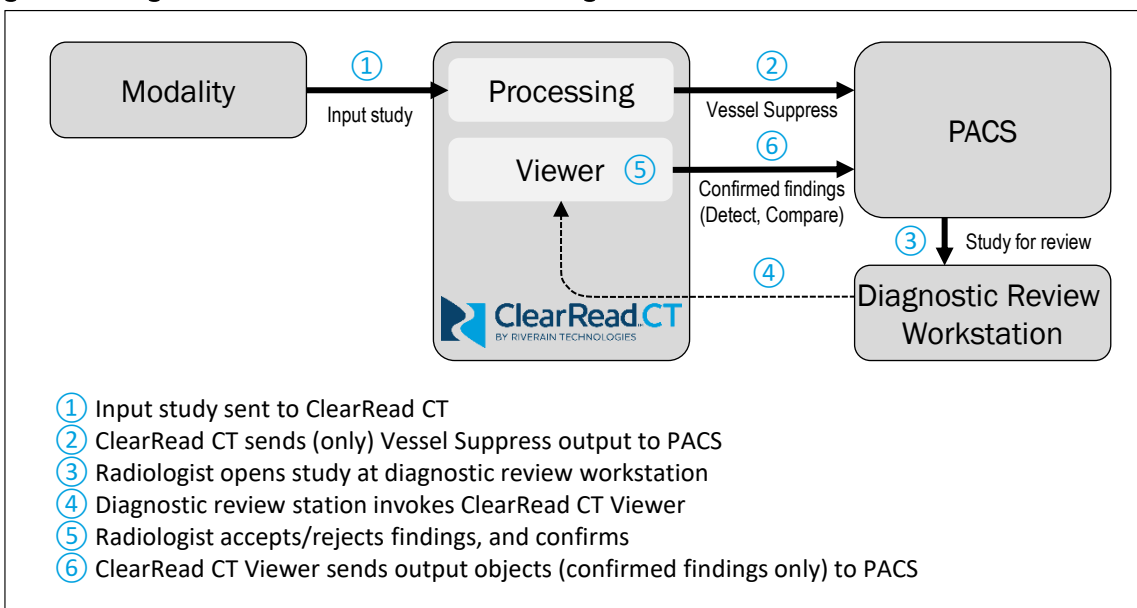 Modality
①
Input study
Processing
Viewer ⑤
ClearRead CT
BY RIVERAIN TECHNOLOGIES
②
Vessel Suppress
⑥
Confirmed findings
(Detect, Compare)
PACS
③ Study for review
④
Diagnostic Review
Workstation
① Input study sent to ClearRead CT
② ClearRead CT sends (only) Vessel Suppress output to PACS
③ Radiologist opens study at diagnostic review workstation
④ Diagnostic review station invokes ClearRead CT Viewer
⑤ Radiologist accepts/rejects findings, and confirms
⑥ ClearRead CT Viewer sends output objects (confirmed findings only) to PACS